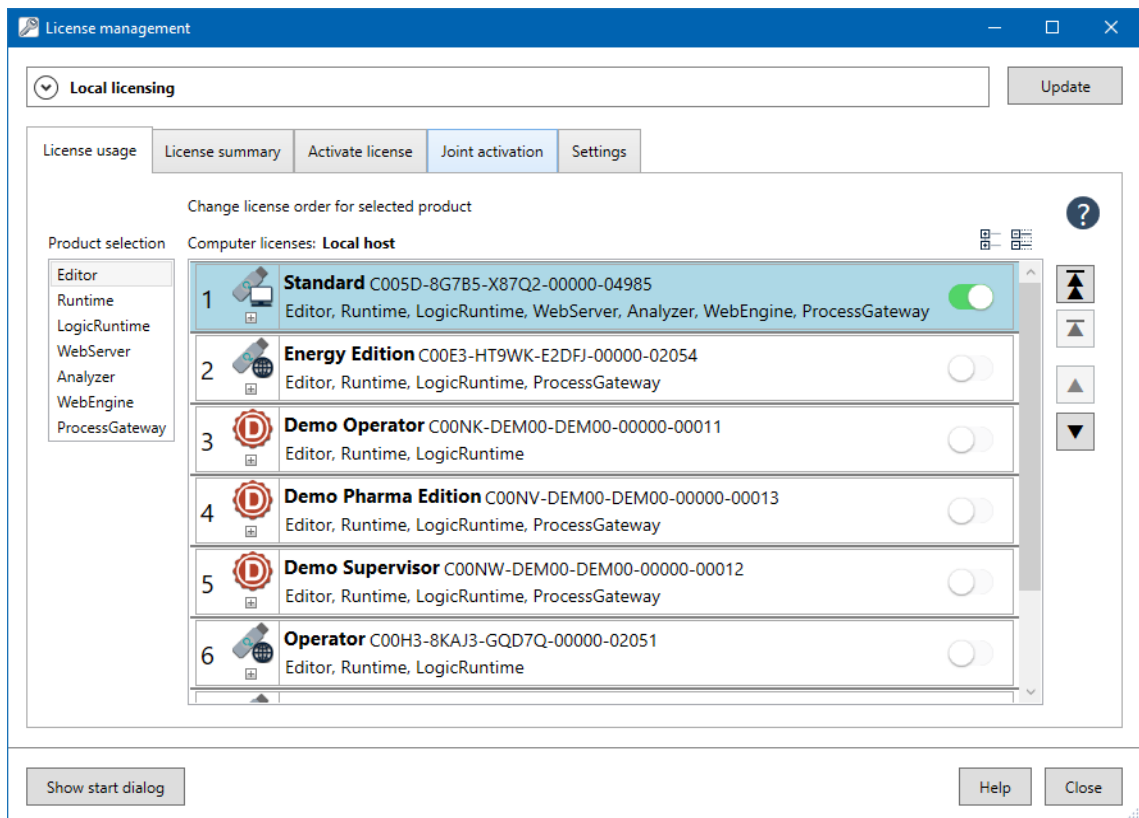 License management
Local licensing
Update
License usage License summary Activate license Joint activation Settings
Change license order for selected product
?
Product selection
Computer licenses: Local host
Editor
Runtime
LogicRuntime
WebServer
Analyzer
WebEngine
ProcessGateway
1
Standard C005D-8G7B5-X87Q2-00000-04985
Editor, Runtime, LogicRuntime, WebServer, Analyzer, WebEngine, ProcessGateway
2
Energy Edition C00E3-HT9WK-E2DFJ-00000-02054
Editor, Runtime, LogicRuntime, ProcessGateway
3
D
Demo Operator C00NK-DEM00-DEM00-00000-00011
Editor, Runtime, LogicRuntime
4
D
Demo Pharma Edition C00NV-DEM00-DEM00-00000-00013
Editor, Runtime, LogicRuntime, ProcessGateway
5
D
Demo Supervisor C00NW-DEM00-DEM00-00000-00012
Editor, Runtime, LogicRuntime, ProcessGateway
6
Operator C00H3-8KAJ3-GQD7Q-00000-02051
Editor, Runtime, LogicRuntime
Show start dialog
Help
Close